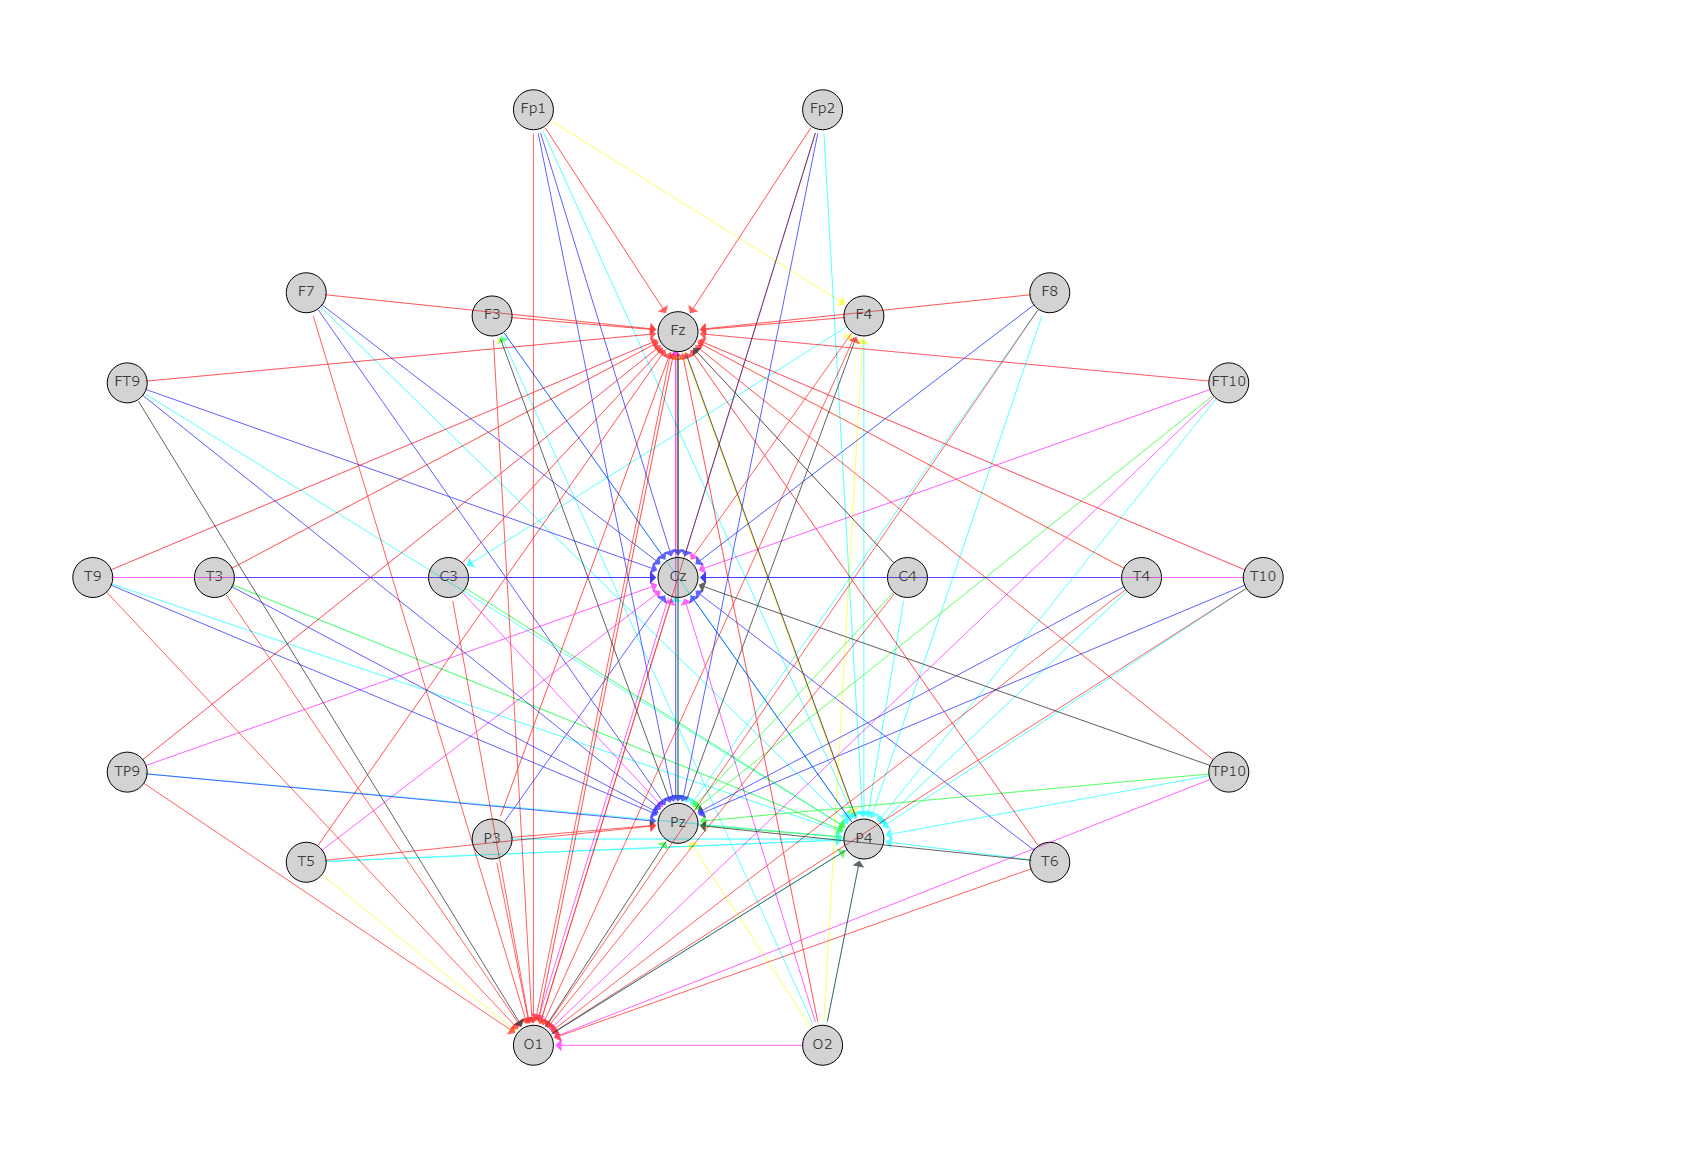 Fp1 Fp2
F7 F3 Fz F4 F8
FT9 FT10
T9 T3 C3 Cz C4 T4 T10
TP9 TP10
T5 P3 Pz P4 T6
O1 O2